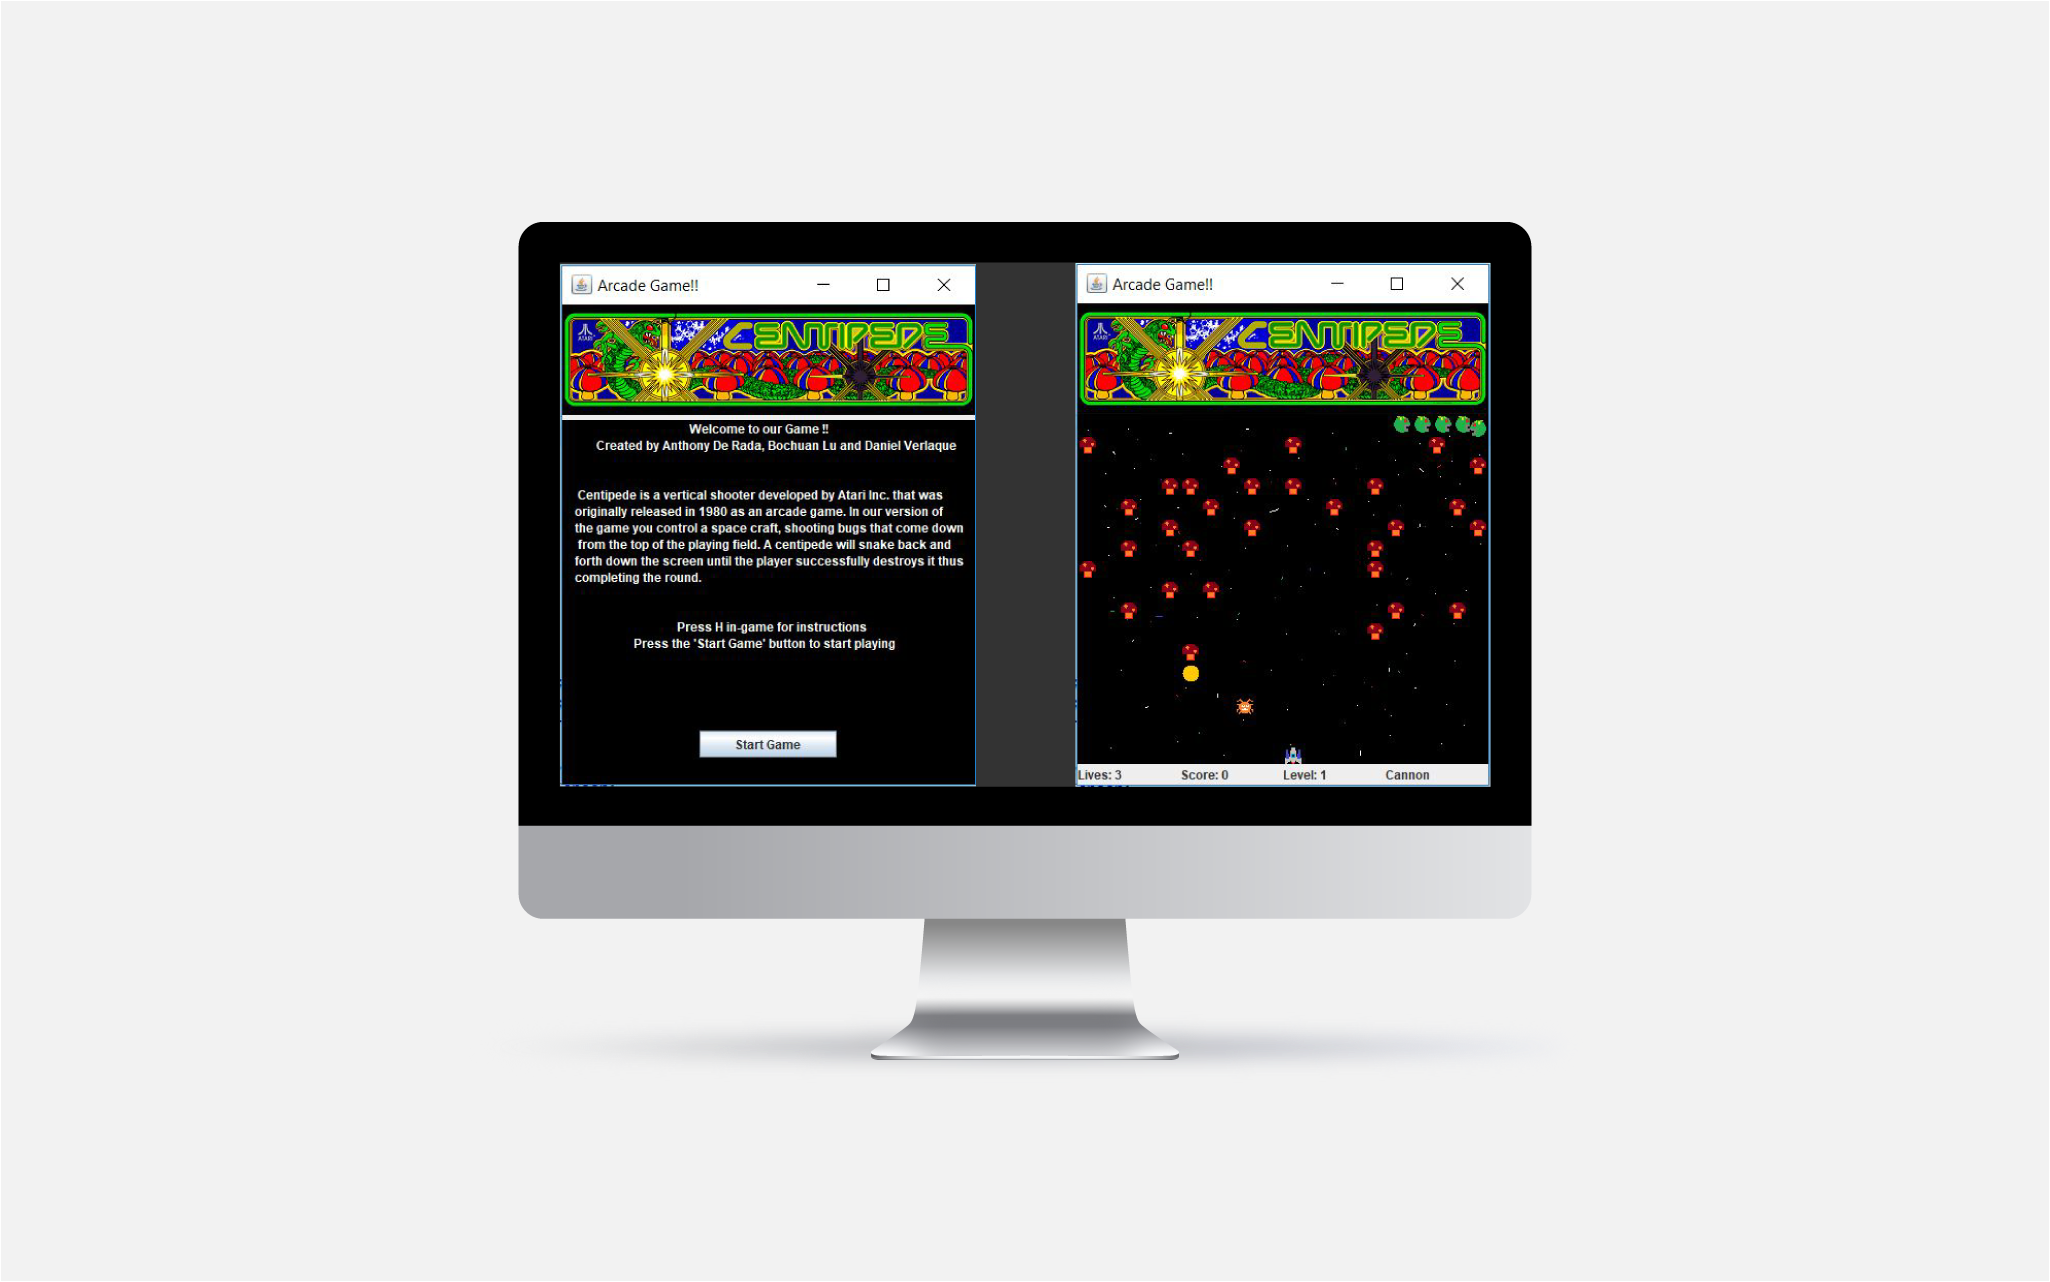 Arcade Game!!
ATARI
CENTIPEDE
Welcome to our Game !!
Created by Anthony De Rada, Bochuan Lu and Daniel Verlaque
Centipede is a vertical shooter developed by Atari Inc. that was
originally released in 1980 as an arcade game. In our version of
the game you control a space craft, shooting bugs that come down
from the top of the playing field. A centipede will snake back and
forth down the screen until the player successfully destroys it thus
completing the round.
Press H in-game for instructions
Press the 'Start Game' button to start playing
Start Game
Arcade Game!!
ATARI
CENTIPEDE
Lives: 3 Score: 0 Level: 1 Cannon